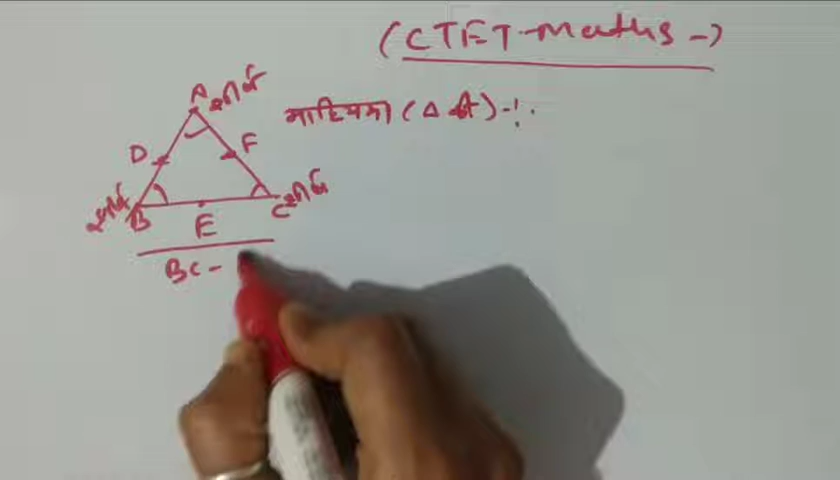 (CTET-maths-)
माध्यिका (Δ की) -:
A शीर्ष
D
F
शीर्ष B
C शीर्ष
E
BC -